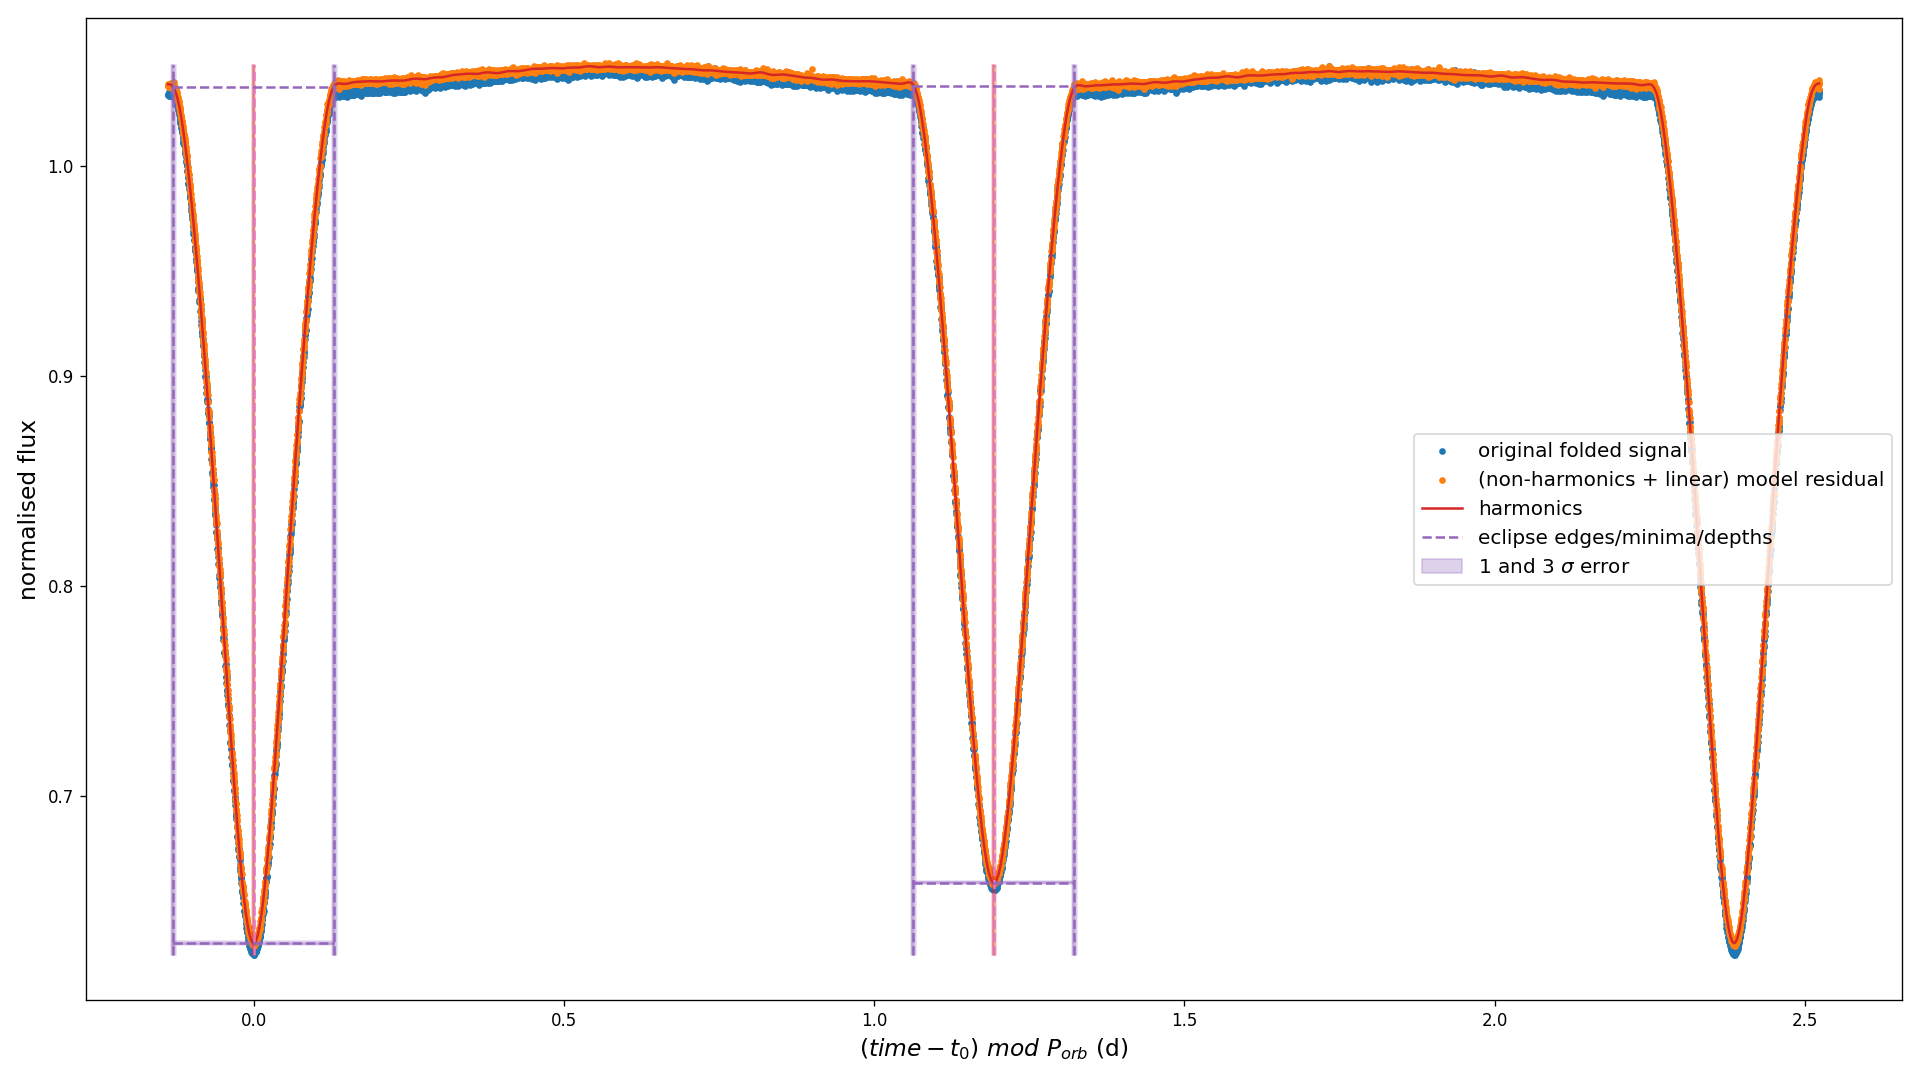 normalised flux
1.0
0.9
0.8
0.7
original folded signal
(non-harmonics + linear) model residual
harmonics
eclipse edges/minima/depths
1 and 3 σ error
0.0 0.5 1.0 1.5 2.0 2.5
(time − t₀) mod Pₒᵣb (d)